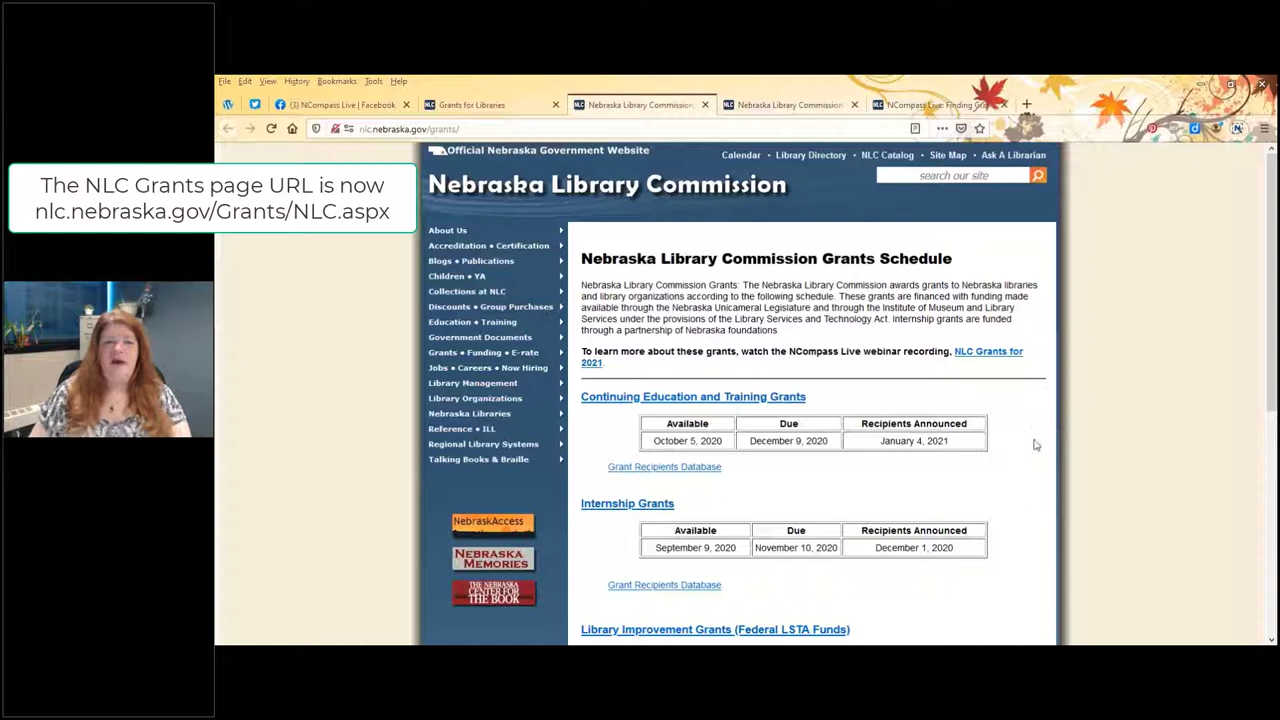 File Edit View History Bookmarks Tools Help
(3) NCompass Live | Facebook
Grants for Libraries
Nebraska Library Commission
Nebraska Library Commission
NCompass Live: Finding Gra
nlc.nebraska.gov/grants/
The NLC Grants page URL is now
nlc.nebraska.gov/Grants/NLC.aspx
Official Nebraska Government Website
Calendar • Library Directory • NLC Catalog • Site Map • Ask A Librarian
Nebraska Library Commission
search our site
About Us
Accreditation • Certification
Blogs • Publications
Children • YA
Collections at NLC
Discounts • Group Purchases
Education • Training
Government Documents
Grants • Funding • E-rate
Jobs • Careers • Now Hiring
Library Management
Library Organizations
Nebraska Libraries
Reference • ILL
Regional Library Systems
Talking Books & Braille
NebraskAccess
NEBRASKA
MEMORIES
THE NEBRASKA
CENTER FOR
THE BOOK
Nebraska Library Commission Grants Schedule
Nebraska Library Commission Grants: The Nebraska Library Commission awards grants to Nebraska libraries
and library organizations according to the following schedule. These grants are financed with funding made
available through the Nebraska Unicameral Legislature and through the Institute of Museum and Library
Services under the provisions of the Library Services and Technology Act. Internship grants are funded
through a partnership of Nebraska foundations
To learn more about these grants, watch the NCompass Live webinar recording, NLC Grants for
2021.
Continuing Education and Training Grants
Available Due Recipients Announced
October 5, 2020 December 9, 2020 January 4, 2021
Grant Recipients Database
Internship Grants
Available Due Recipients Announced
September 9, 2020 November 10, 2020 December 1, 2020
Grant Recipients Database
Library Improvement Grants (Federal LSTA Funds)